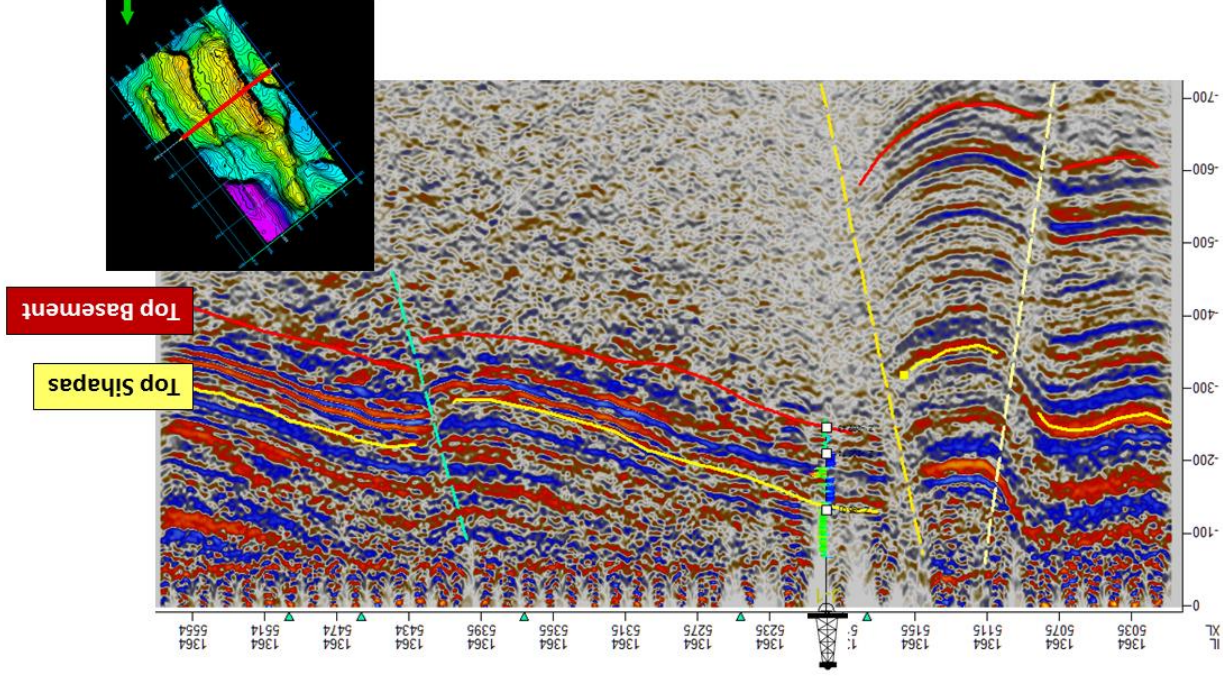 IL 1364 1364 1364 1364 1364 1364 1364 1364 1364 1364 1364 1364 1364
XL 5035 5075 5115 5155 5235 5275 5315 5355 5395 5434 5474 5514 5554
0
-100
-200
-300
-400
-500
-600
-700
Top Sihapas
Top Basement